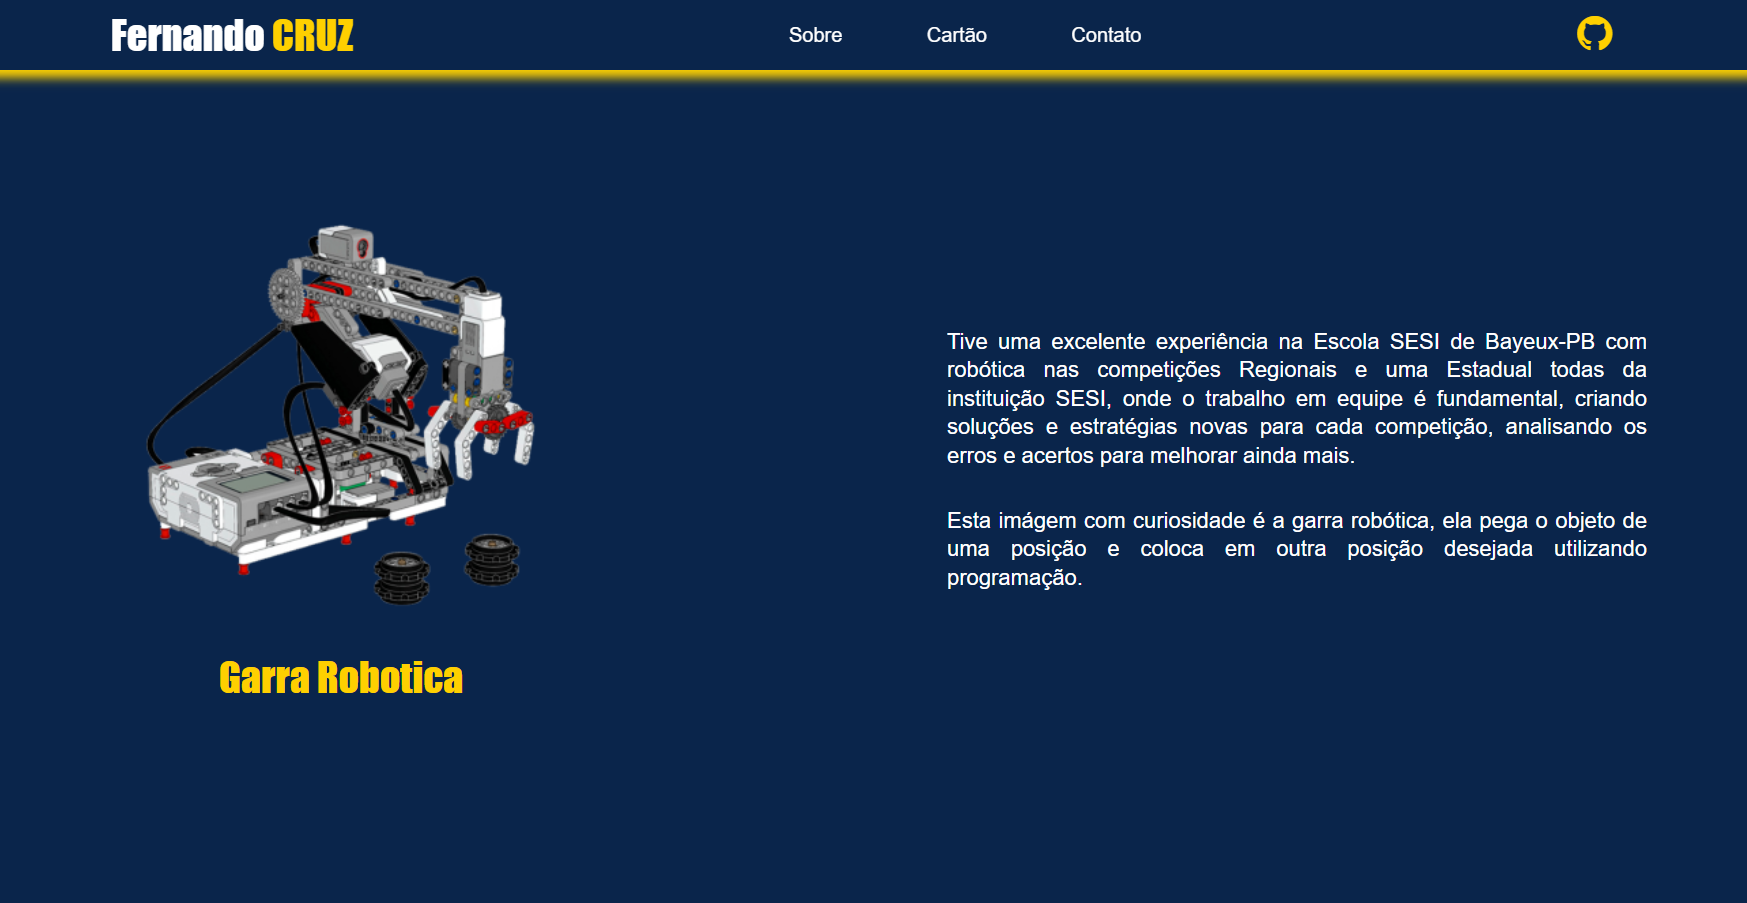 Fernando CRUZ
Sobre
Cartão
Contato
Tive uma excelente experiência na Escola SESI de Bayeux-PB com
robótica nas competições Regionais e uma Estadual todas da
instituição SESI, onde o trabalho em equipe é fundamental, criando
soluções e estratégias novas para cada competição, analisando os
erros e acertos para melhorar ainda mais.
Esta imágem com curiosidade é a garra robótica, ela pega o objeto de
uma posição e coloca em outra posição desejada utilizando
programação.
Garra Robotica